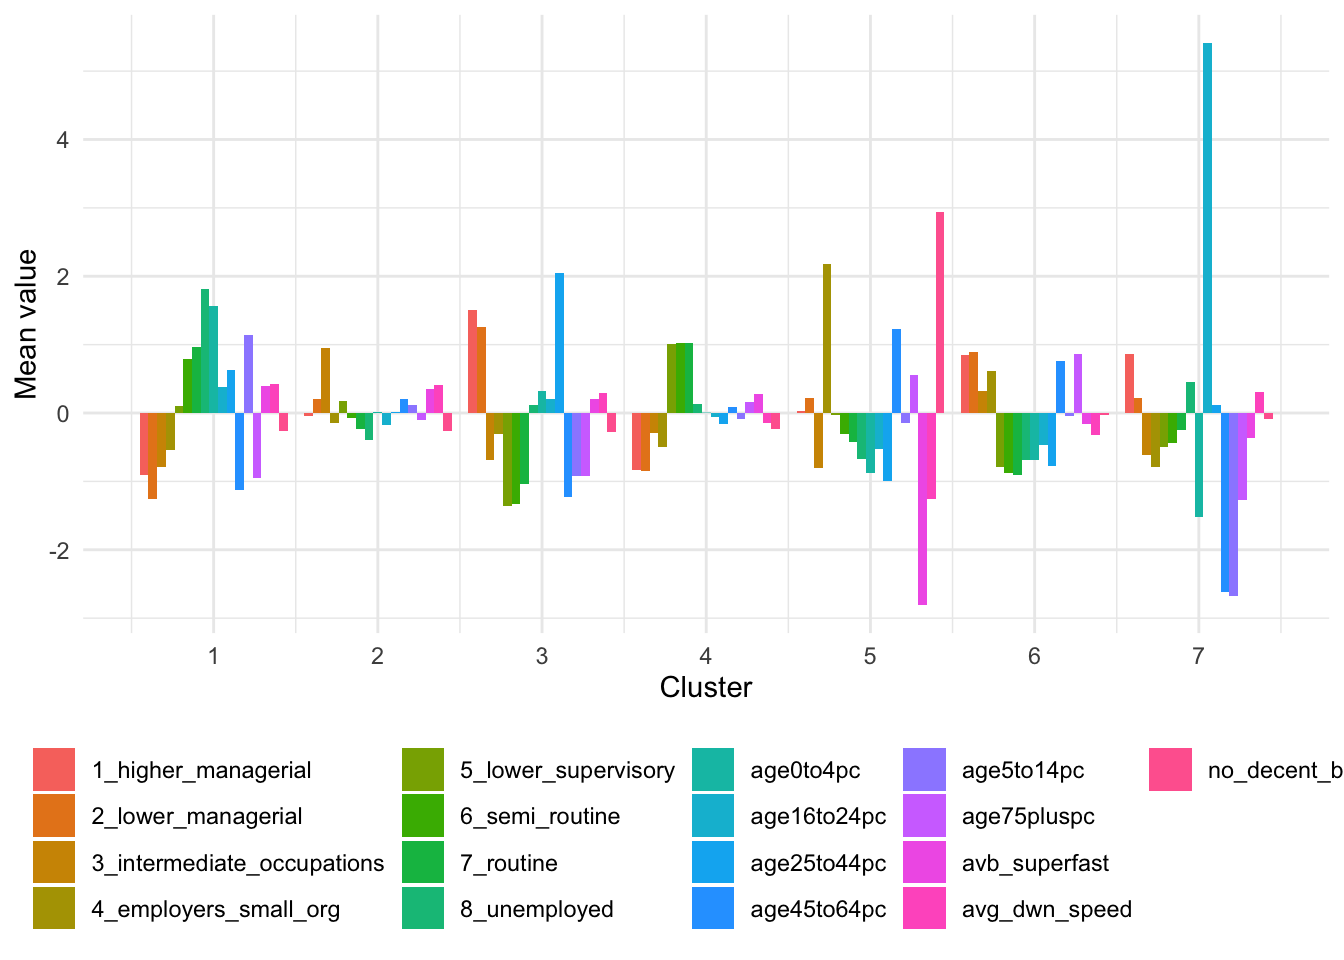 4
2
0
-2
Mean value
1 2 3 4 5 6 7
Cluster
1_higher_managerial 5_lower_supervisory age0to4pc age5to14pc no_decent_b
2_lower_managerial 6_semi_routine age16to24pc age75pluspc
3_intermediate_occupations 7_routine age25to44pc avb_superfast
4_employers_small_org 8_unemployed age45to64pc avg_dwn_speed